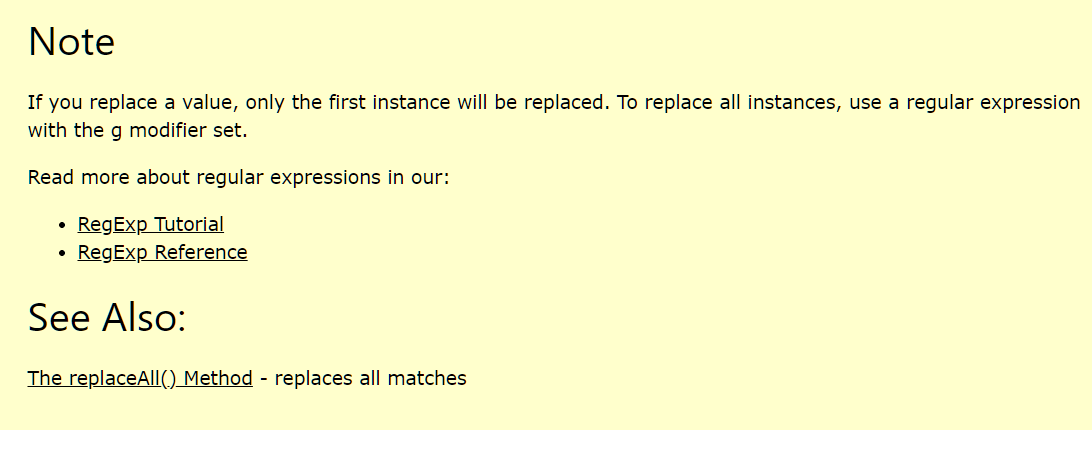 Note
If you replace a value, only the first instance will be replaced. To replace all instances, use a regular expression
with the g modifier set.
Read more about regular expressions in our:
• RegExp Tutorial
• RegExp Reference
See Also:
The replaceAll() Method - replaces all matches